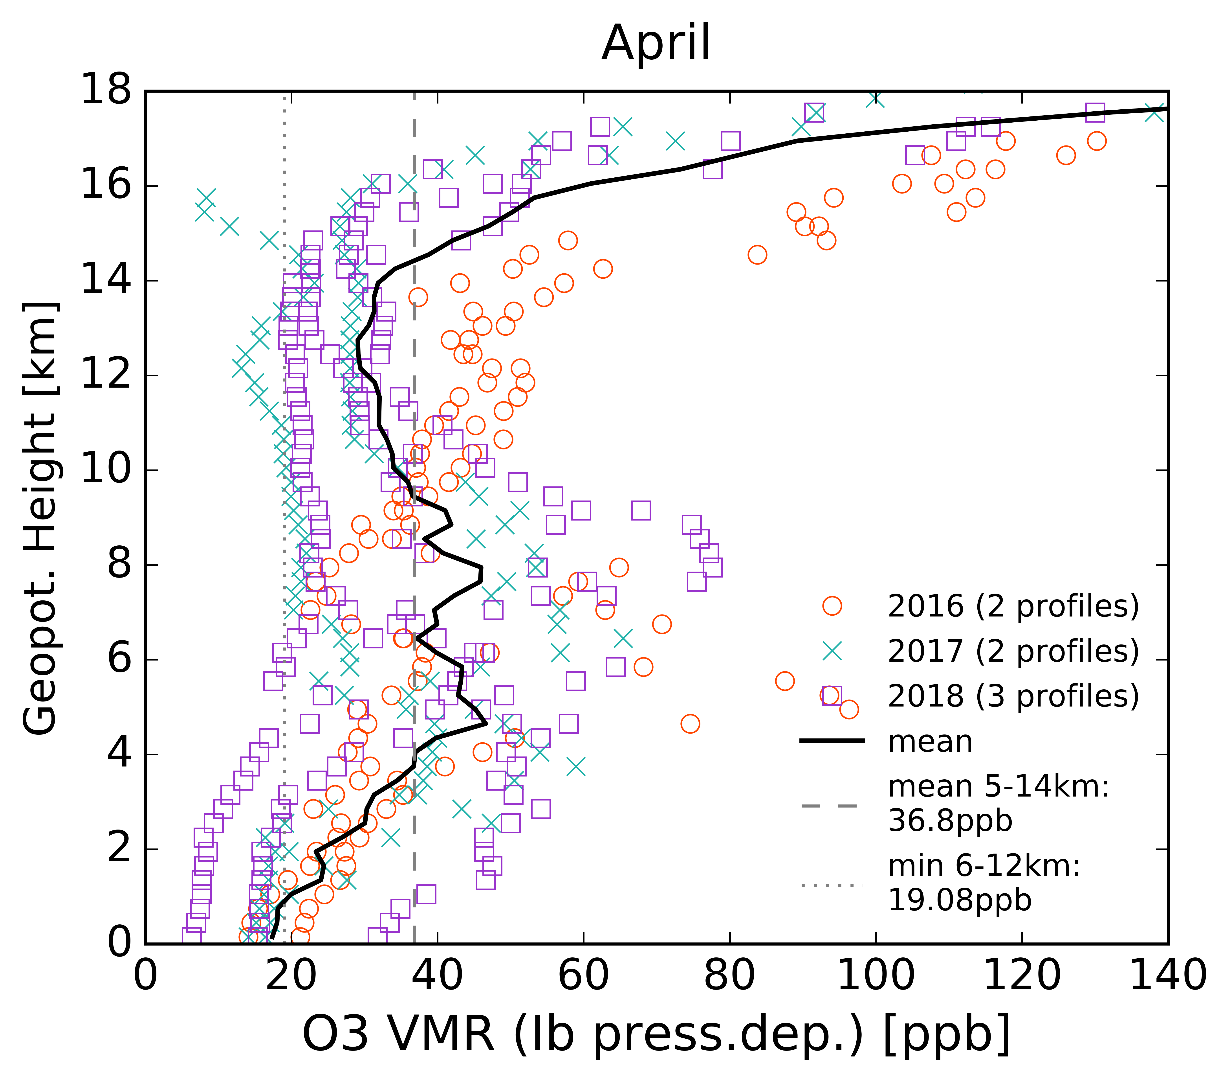 April
18
16
14
12
10
8
6
4
2
0
Geopot. Height [km]
2016 (2 profiles)
2017 (2 profiles)
2018 (3 profiles)
mean
mean 5-14km:
36.8ppb
min 6-12km:
19.08ppb
0 20 40 60 80 100 120 140
O3 VMR (Ib press.dep.) [ppb]